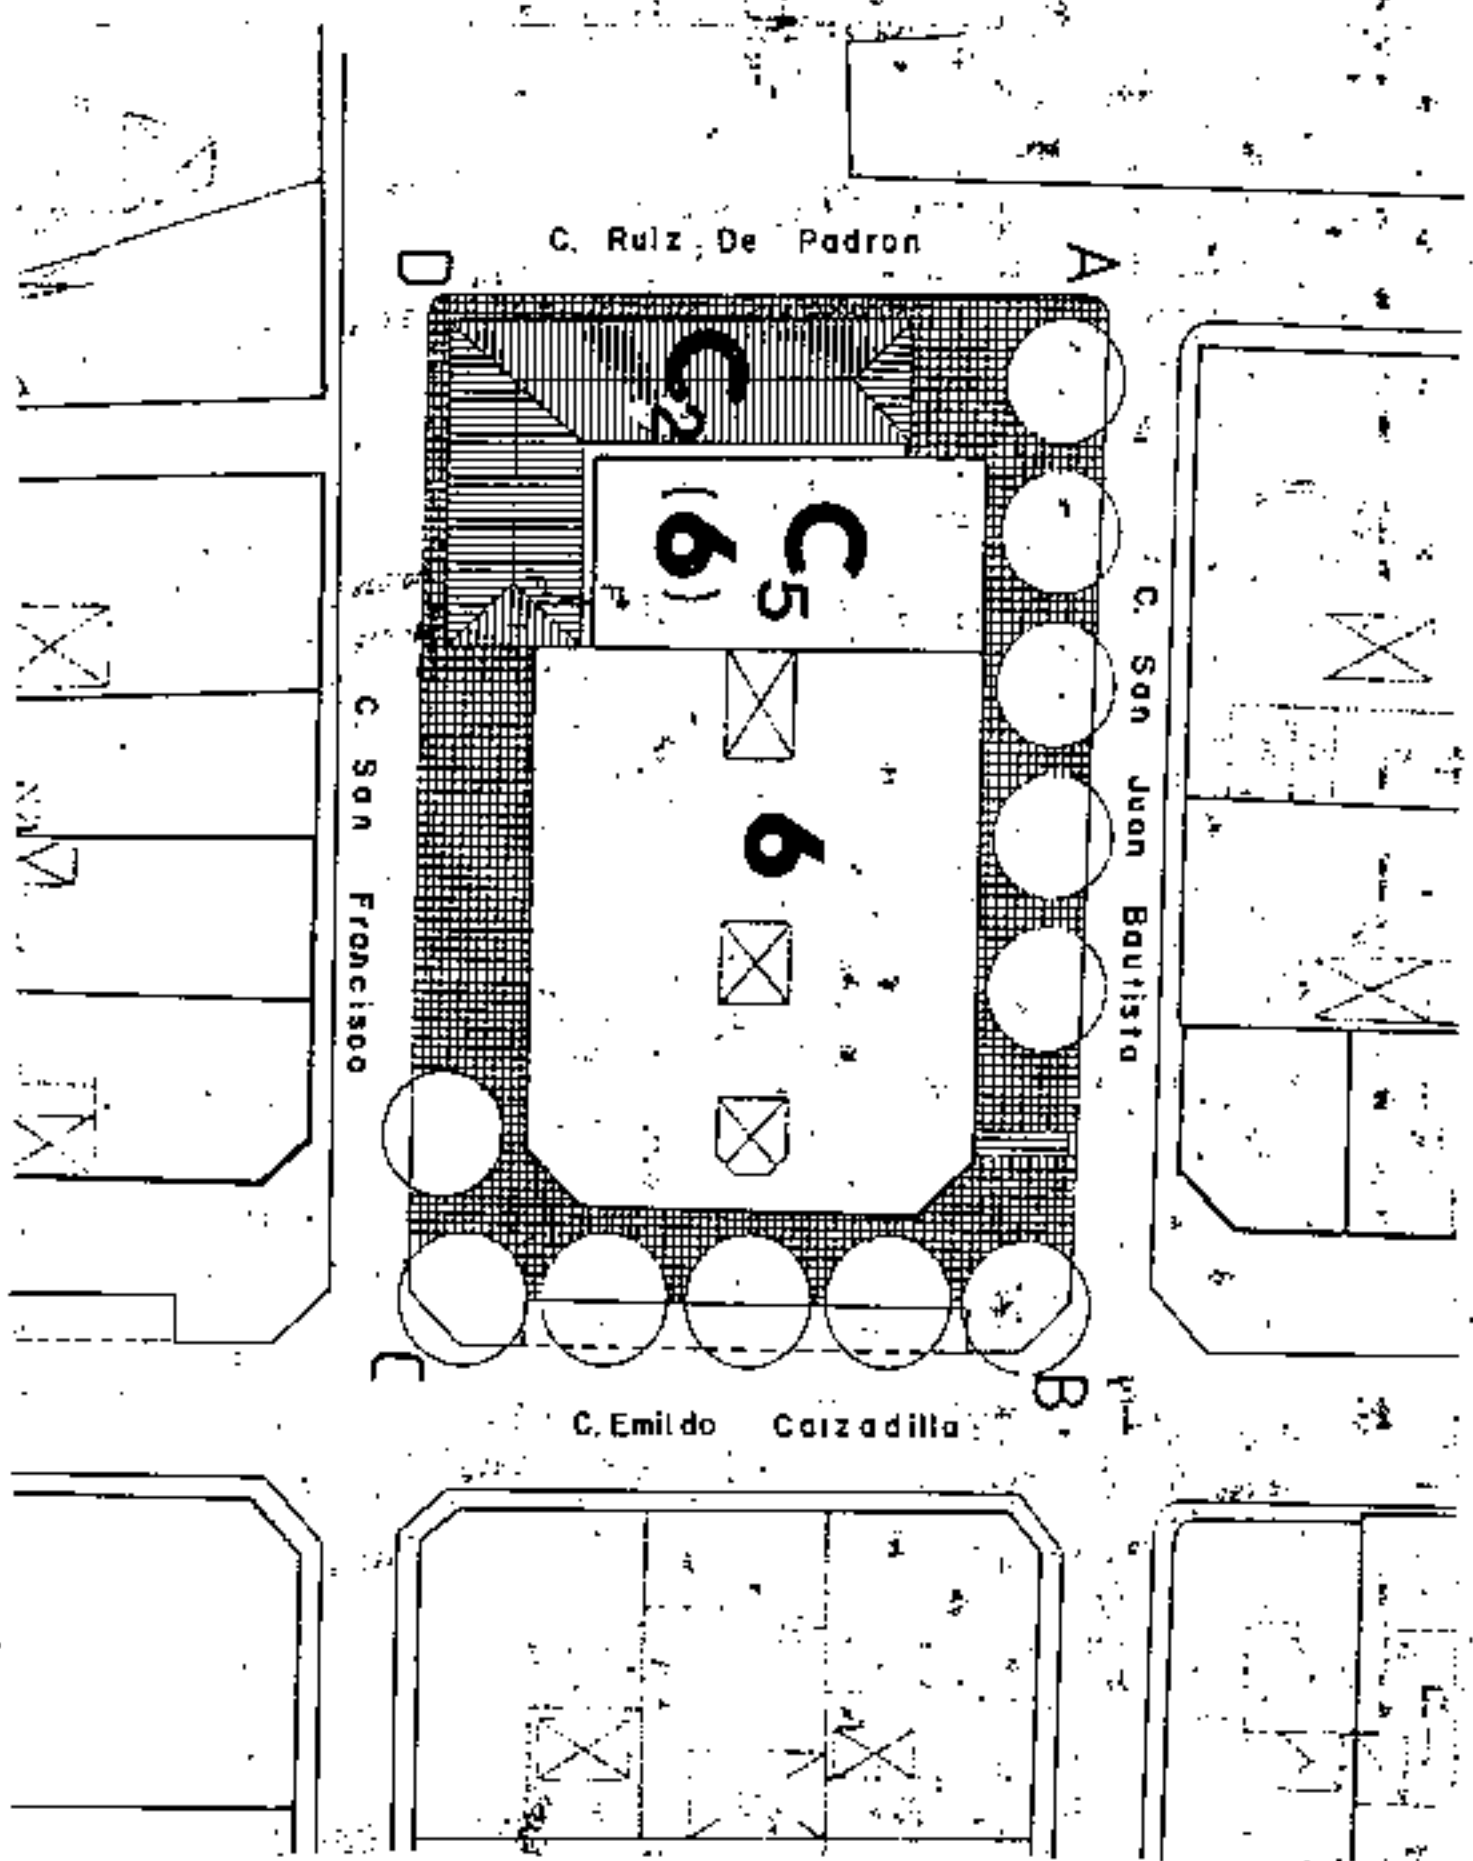 C. Ruiz De Padron
D
A
C2
C5
(6)
6
C. San Juan Bautista
C. San Francisco
C
B
C. Emildo Calzadilla